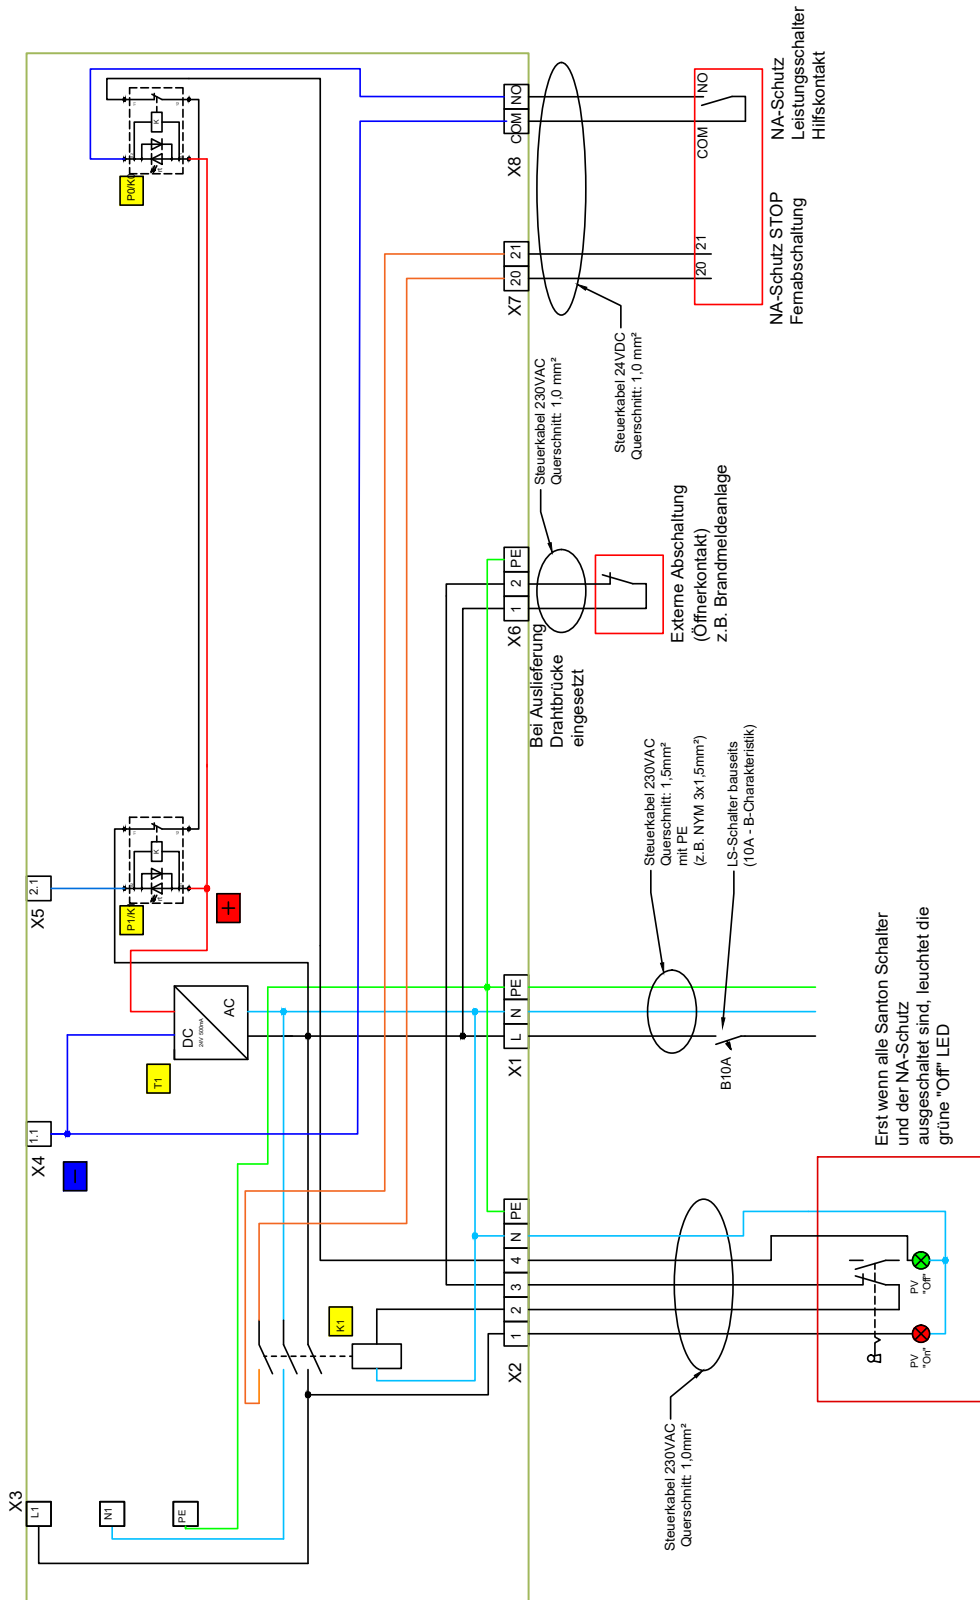 X3
L1
N1
PE
X4
1.1
–
X5
2.1
+
T1
DC
24V 500mA
AC
P1/K
K
P0/K
K
K1
X2
1
2
3
4
N
PE
X1
L
N
PE
X6
1
2
PE
X7
20
21
X8
COM
NO
Bei Auslieferung
Drahtbrücke
eingesetzt
Steuerkabel 230VAC
Querschnitt: 1,0mm²
Steuerkabel 230VAC
Querschnitt: 1,5mm²
mit PE
(z.B. NYM 3x1,5mm²)
LS-Schalter bauseits
(10A - B-Charakteristik)
B10A
Steuerkabel 230VAC
Querschnitt: 1,0 mm²
Steuerkabel 24VDC
Querschnitt: 1,0 mm²
Externe Abschaltung
(Öffnerkontakt)
z.B. Brandmeldeanlage
20
21
COM
NO
NA-Schutz STOP
Fernabschaltung
NA-Schutz
Leistungsschalter
Hilfskontakt
PV
"On"
PV
"Off"
Erst wenn alle Santon Schalter
und der NA-Schutz
ausgeschaltet sind, leuchtet die
grüne "Off" LED